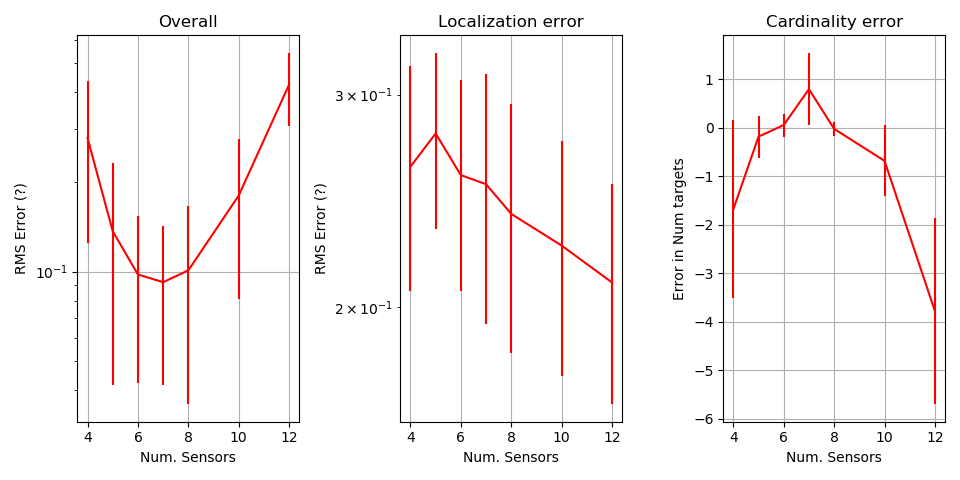 Overall
RMS Error (?)
10⁻¹
4 6 8 10 12
Num. Sensors
Localization error
RMS Error (?)
3 × 10⁻¹
2 × 10⁻¹
4 6 8 10 12
Num. Sensors
Cardinality error
Error in Num targets
1
0
−1
−2
−3
−4
−5
−6
4 6 8 10 12
Num. Sensors